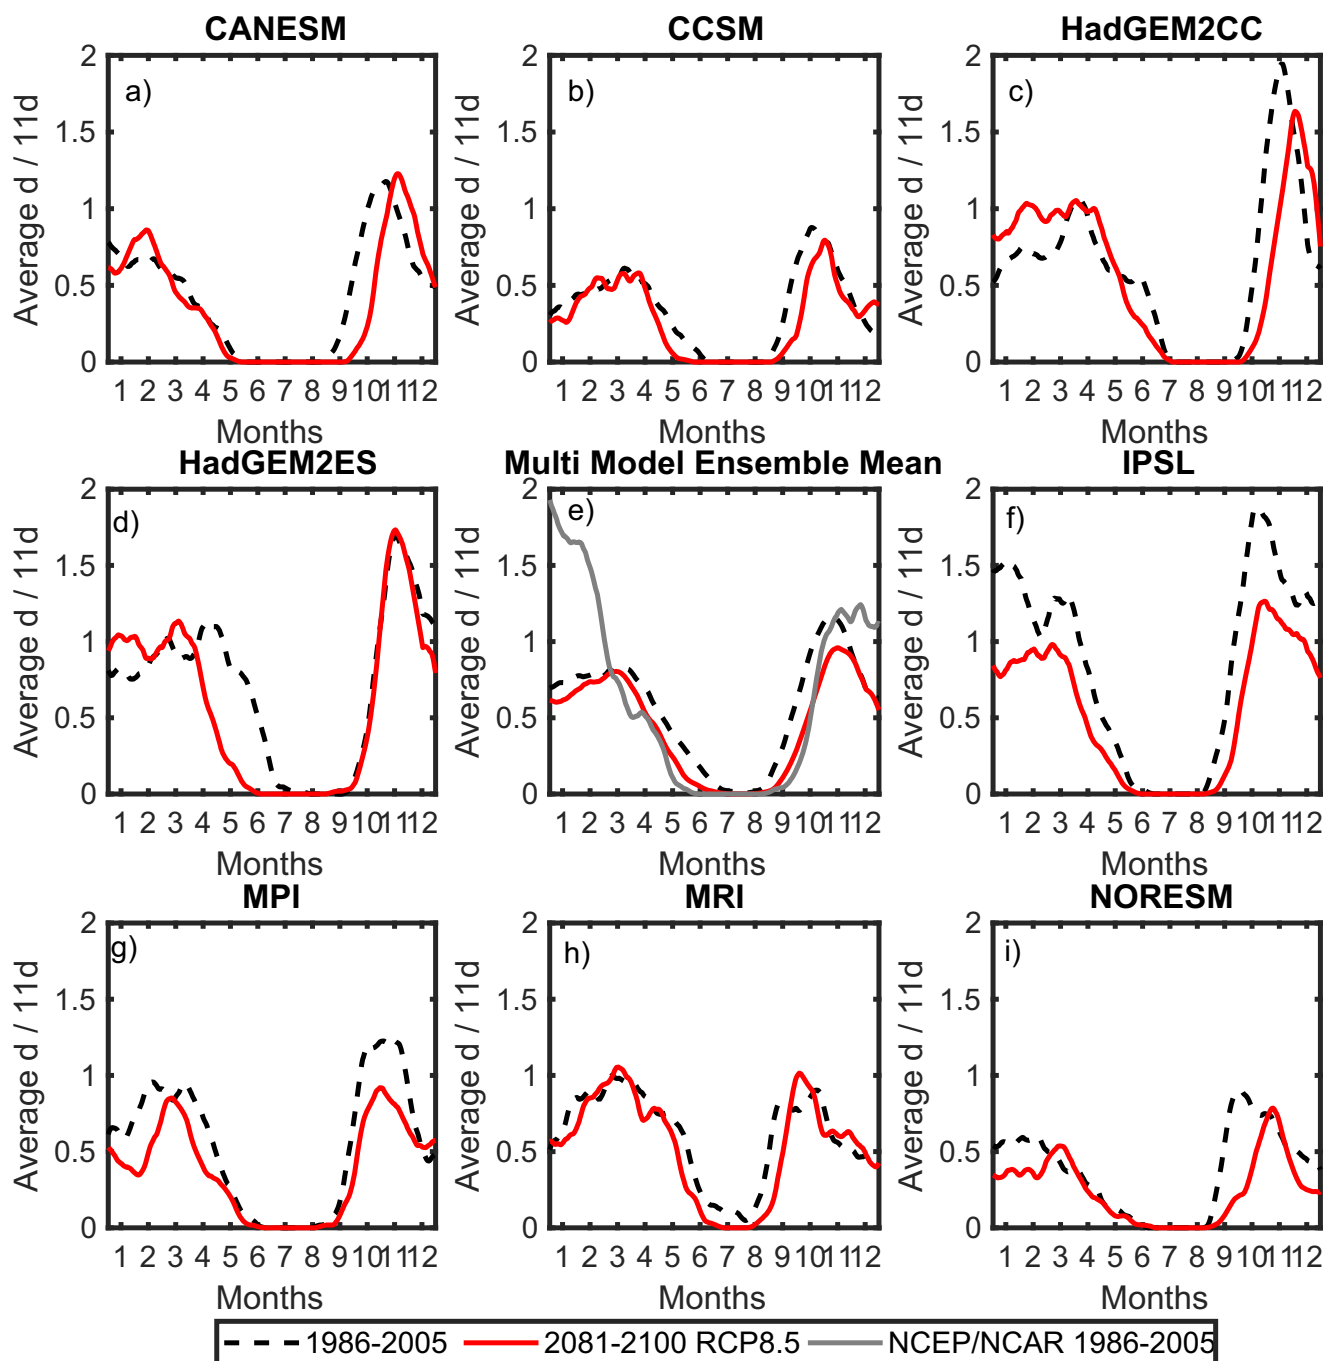 CANESM CCSM HadGEM2CC
a) b) c)
Average d / 11d Average d / 11d Average d / 11d
2 2 2
1.5 1.5 1.5
1 1 1
0.5 0.5 0.5
0 0 0
1 2 3 4 5 6 7 8 9 10 11 12 1 2 3 4 5 6 7 8 9 10 11 12 1 2 3 4 5 6 7 8 9 10 11 12
Months Months Months
HadGEM2ES Multi Model Ensemble Mean IPSL
d) e) f)
Average d / 11d Average d / 11d Average d / 11d
2 2 2
1.5 1.5 1.5
1 1 1
0.5 0.5 0.5
0 0 0
1 2 3 4 5 6 7 8 9 10 11 12 1 2 3 4 5 6 7 8 9 10 11 12 1 2 3 4 5 6 7 8 9 10 11 12
Months Months Months
MPI MRI NORESM
g) h) i)
Average d / 11d Average d / 11d Average d / 11d
2 2 2
1.5 1.5 1.5
1 1 1
0.5 0.5 0.5
0 0 0
1 2 3 4 5 6 7 8 9 10 11 12 1 2 3 4 5 6 7 8 9 10 11 12 1 2 3 4 5 6 7 8 9 10 11 12
Months Months Months
1986-2005 2081-2100 RCP8.5 NCEP/NCAR 1986-2005